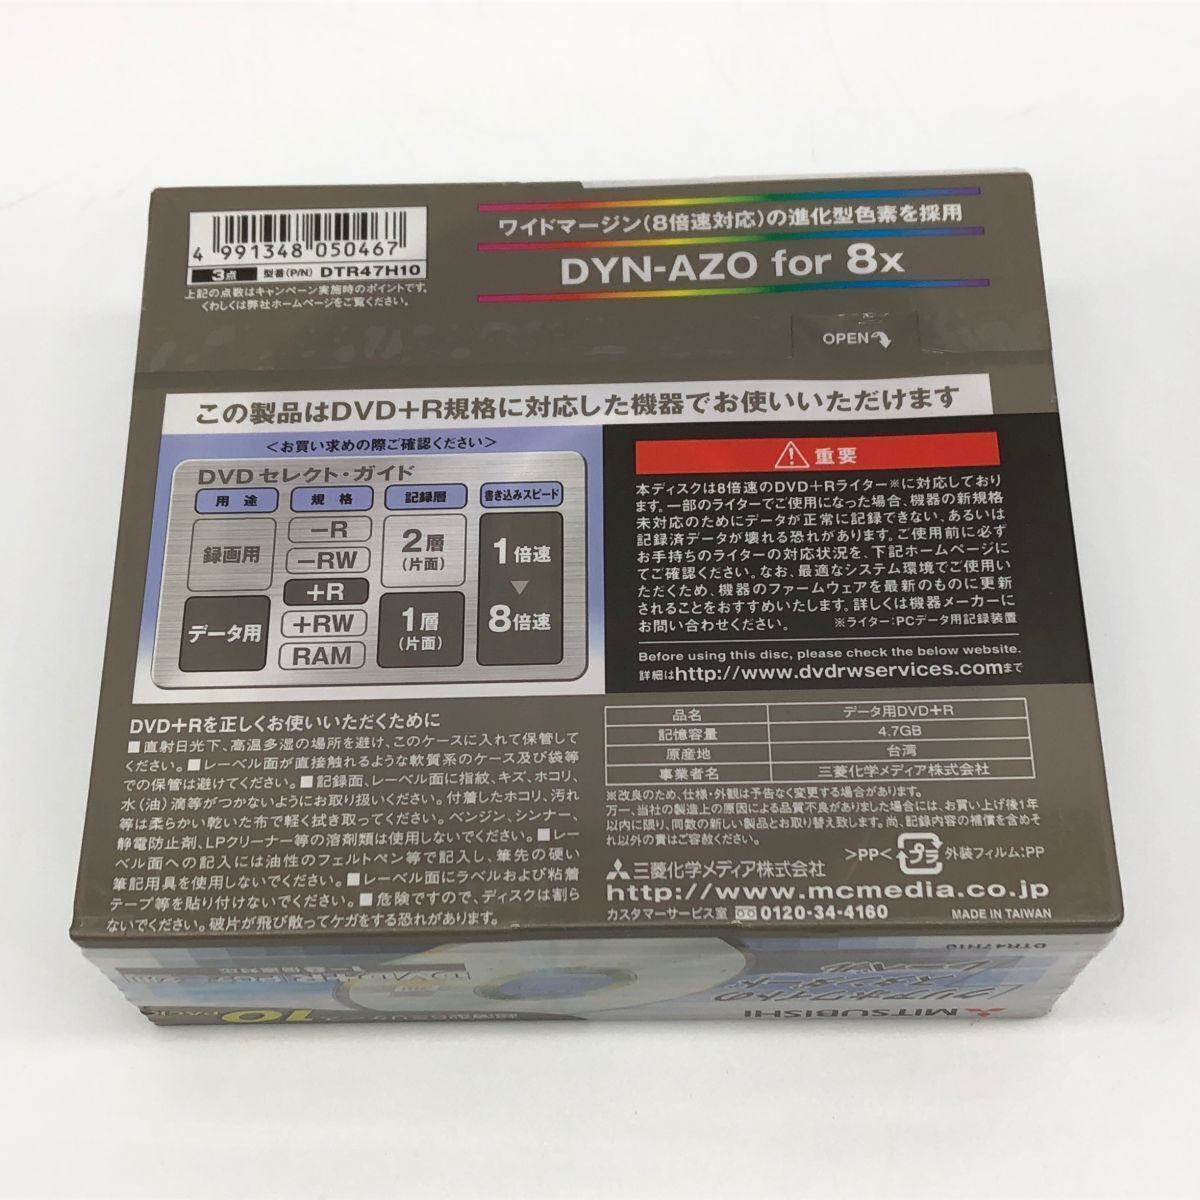 4 991348 050467
3点 型番(P/N) DTR47H10
上記の点数はキャンペーン実施時のポイントです。
くわしくは弊社ホームページをご覧ください。
ワイドマージン(8倍速対応)の進化型色素を採用
DYN-AZO for 8x
OPEN
この製品はDVD+R規格に対応した機器でお使いいただけます
<お買い求めの際ご確認ください>
DVD セレクト・ガイド
用途 規格 記録層 書き込みスピード
録画用
データ用
-R
-RW
+R
+RW
RAM
2層
(片面)
1層
(片面)
1倍速
8倍速
重要
本ディスクは8倍速のDVD+Rライター※に対応しており
ます。一部のライターでご使用になった場合、機器の新規格
未対応のためにデータが正常に記録できない、あるいは
記録済データが壊れる恐れがあります。ご使用前に必ず
お手持ちのライターの対応状況を、下記ホームページに
てご確認ください。なお、最適なシステム環境でご使用い
ただくため、機器のファームウェアを最新のものに更新
されることをおすすめいたします。詳しくは機器メーカーに
お問い合わせください。 ※ライター:PCデータ用記録装置
Before using this disc, please check the below website.
詳細はhttp://www.dvdrwservices.comまで
DVD+Rを正しくお使いいただくために
■直射日光下、高温多湿の場所を避け、このケースに入れて保管して
ください。■レーベル面が直接触れるような軟質系のケース及び袋等
での保管は避けてください。■記録面、レーベル面に指紋、キズ、ホコリ、
水(油)滴等がつかないようにお取り扱いください。付着したホコリ、汚れ
等は柔らかい乾いた布で軽く拭き取ってください。ベンジン、シンナー、
静電防止剤、LPクリーナー等の溶剤類は使用しないでください。■レー
ベル面への記入には油性のフェルトペン等で記入し、筆先の硬い
筆記用具を使用しないでください。■レーベル面にラベルおよび粘着
テープ等を貼り付けないでください。■危険ですので、ディスクは割ら
ないでください。破片が飛び散ってケガをする恐れがあります。
品名 データ用DVD+R
記憶容量 4.7GB
原産地 台湾
事業者名 三菱化学メディア株式会社
※改良のため、仕様・外観は予告なく変更する場合があります。
万一、当社の製造上の原因による品質不良がありました場合には、お買い上げ後1年
以内に限り、同数の新しい製品とお取り替え致します。尚、記録内容の補償を含めそ
れ以外の責はご容赦ください。
三菱化学メディア株式会社
>PP< プラ 外装フィルム:PP
http://www.mcmedia.co.jp
カスタマーサービス室 0120-34-4160
MADE IN TAIWAN
DTR47H10
MITSUBISHI
クリアホワイトの
スタンダード
レーベル
10
PACK